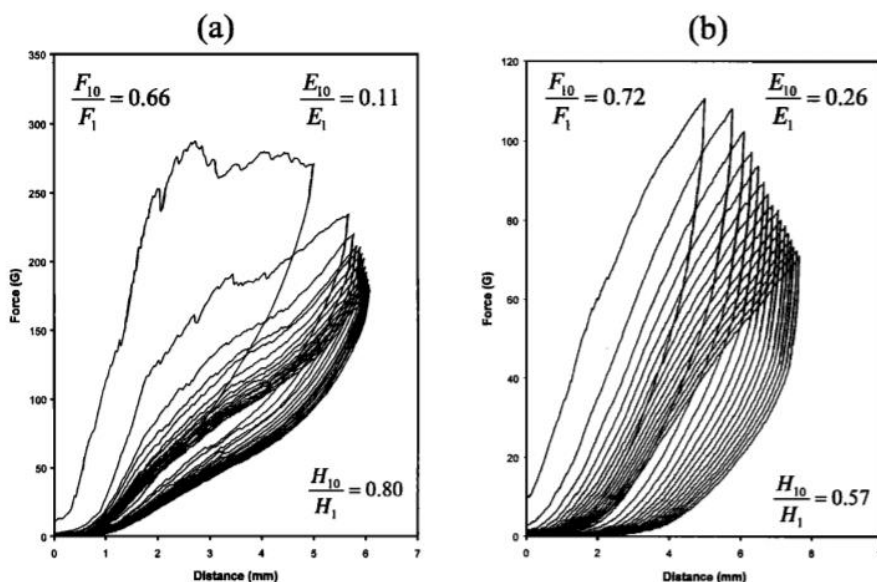 (a)
350
300
250
200
150
100
50
0
Force (G)
F10/F1 = 0.66
E10/E1 = 0.11
H10/H1 = 0.80
0 1 2 3 4 5 6 7
Distance (mm)
(b)
120
100
80
60
40
20
0
Force (G)
F10/F1 = 0.72
E10/E1 = 0.26
H10/H1 = 0.57
0 2 4 6 8
Distance (mm)